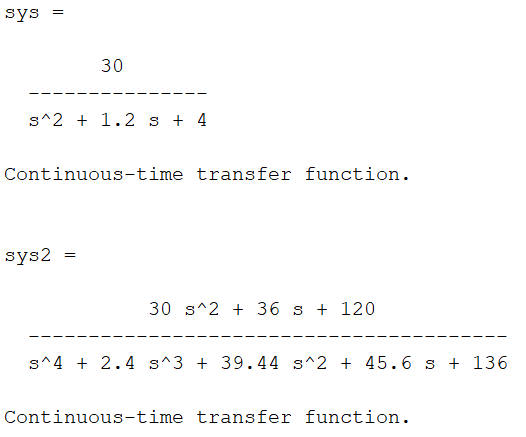 sys =
30
---------------
s^2 + 1.2 s + 4
Continuous-time transfer function.
sys2 =
30 s^2 + 36 s + 120
----------------------------------------
s^4 + 2.4 s^3 + 39.44 s^2 + 45.6 s + 136
Continuous-time transfer function.